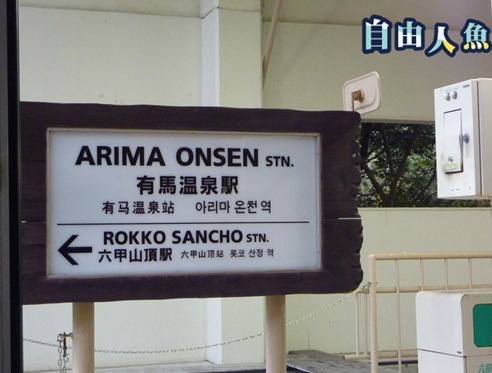 自由人魚
ARIMA ONSEN STN.
有馬温泉駅
有马温泉站 아리마 온천 역
ROKKO SANCHO STN.
六甲山頂駅 六甲山顶站 롯코 산정 역